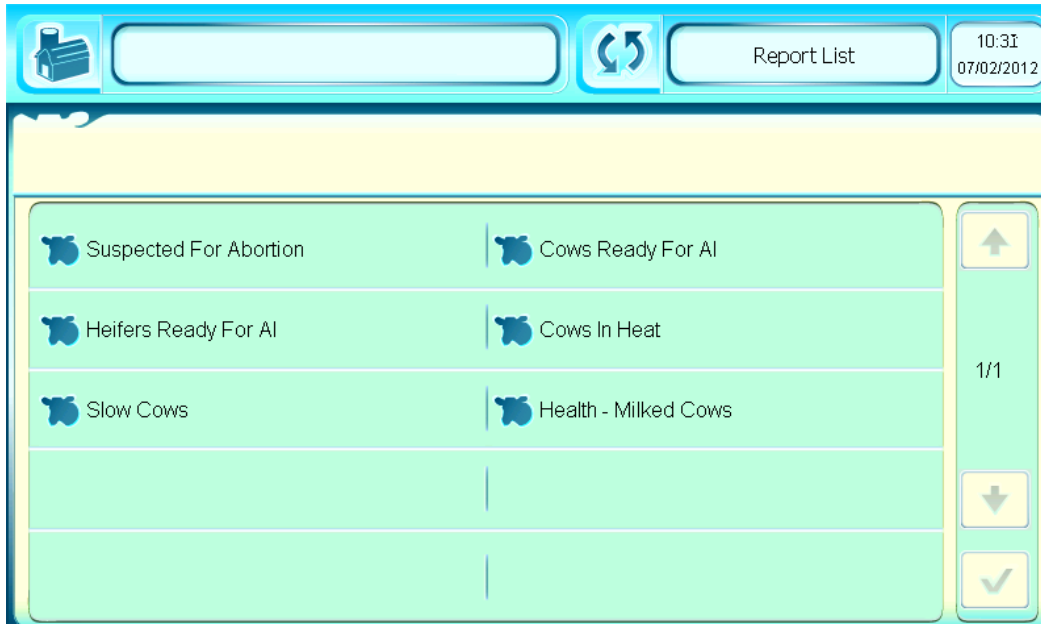 Report List
10:31
07/02/2012
Suspected For Abortion
Cows Ready For AI
Heifers Ready For AI
Cows In Heat
1/1
Slow Cows
Health - Milked Cows